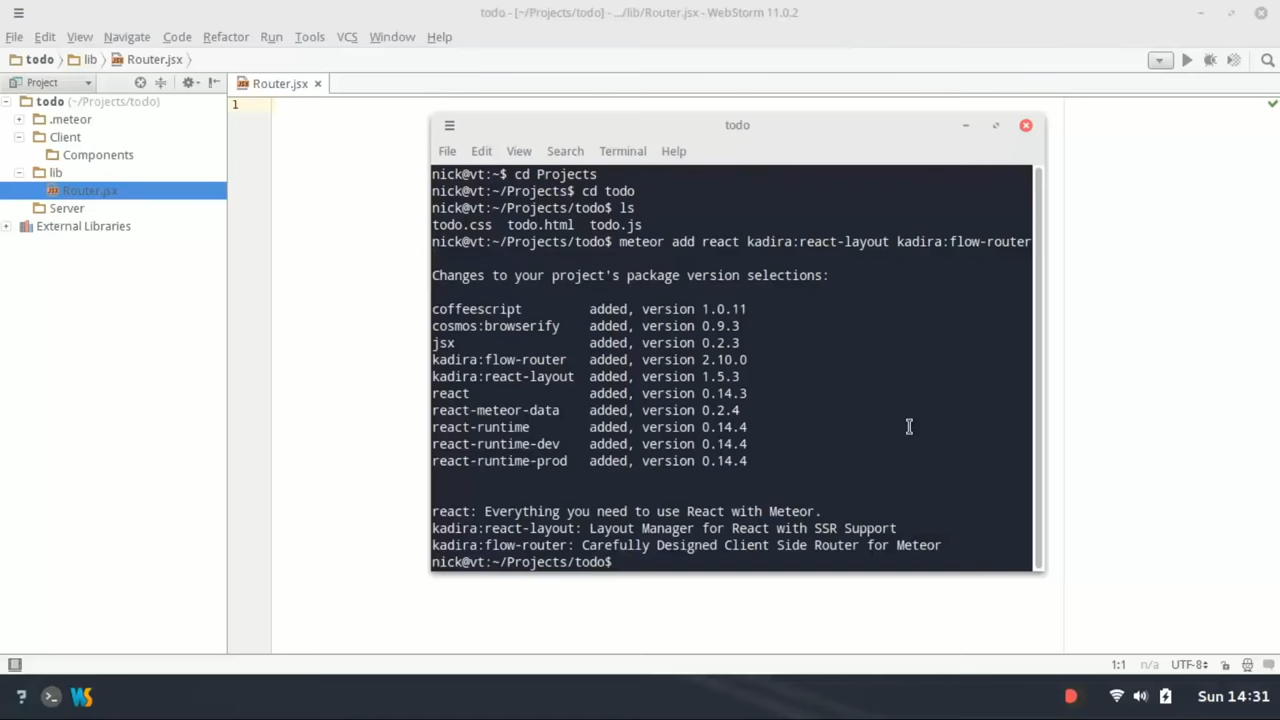 todo - [~/Projects/todo] - .../lib/Router.jsx - WebStorm 11.0.2
File Edit View Navigate Code Refactor Run Tools VCS Window Help
todo lib Router.jsx
Project
Router.jsx
1
todo (~/Projects/todo)
.meteor
Client
Components
lib
Router.jsx
Server
External Libraries
todo
File Edit View Search Terminal Help
nick@vt:~$ cd Projects
nick@vt:~/Projects$ cd todo
nick@vt:~/Projects/todo$ ls
todo.css todo.html todo.js
nick@vt:~/Projects/todo$ meteor add react kadira:react-layout kadira:flow-router
Changes to your project's package version selections:
coffeescript added, version 1.0.11
cosmos:browserify added, version 0.9.3
jsx added, version 0.2.3
kadira:flow-router added, version 2.10.0
kadira:react-layout added, version 1.5.3
react added, version 0.14.3
react-meteor-data added, version 0.2.4
react-runtime added, version 0.14.4
react-runtime-dev added, version 0.14.4
react-runtime-prod added, version 0.14.4
react: Everything you need to use React with Meteor.
kadira:react-layout: Layout Manager for React with SSR Support
kadira:flow-router: Carefully Designed Client Side Router for Meteor
nick@vt:~/Projects/todo$
1:1 n/a UTF-8
? WS Sun 14:31